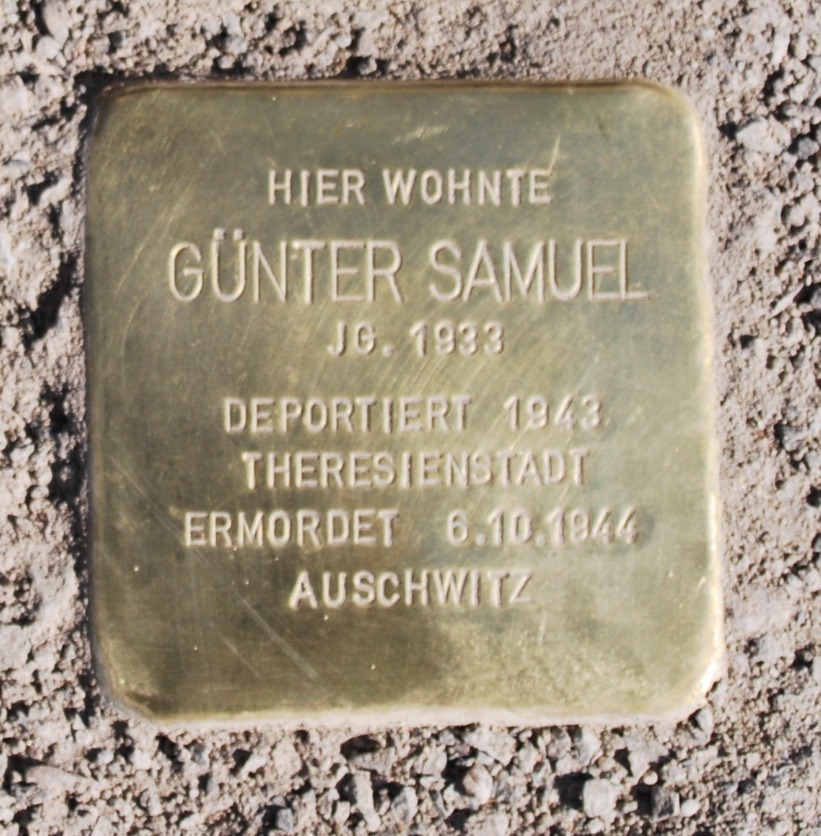 HIER WOHNTE
GÜNTER SAMUEL
JG. 1933
DEPORTIERT 1943
THERESIENSTADT
ERMORDET 6.10.1944
AUSCHWITZ